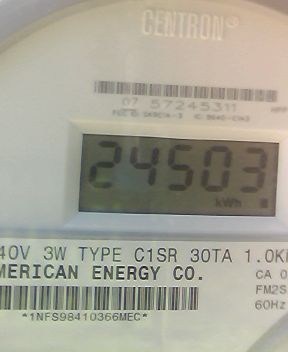 CENTRON®
07 57245311
24503
kWh
40V 3W TYPE C1SR 30TA 1.0K
MERICAN ENERGY CO.
CA 0
FM2S
60Hz
*1NFS98410366MEC*